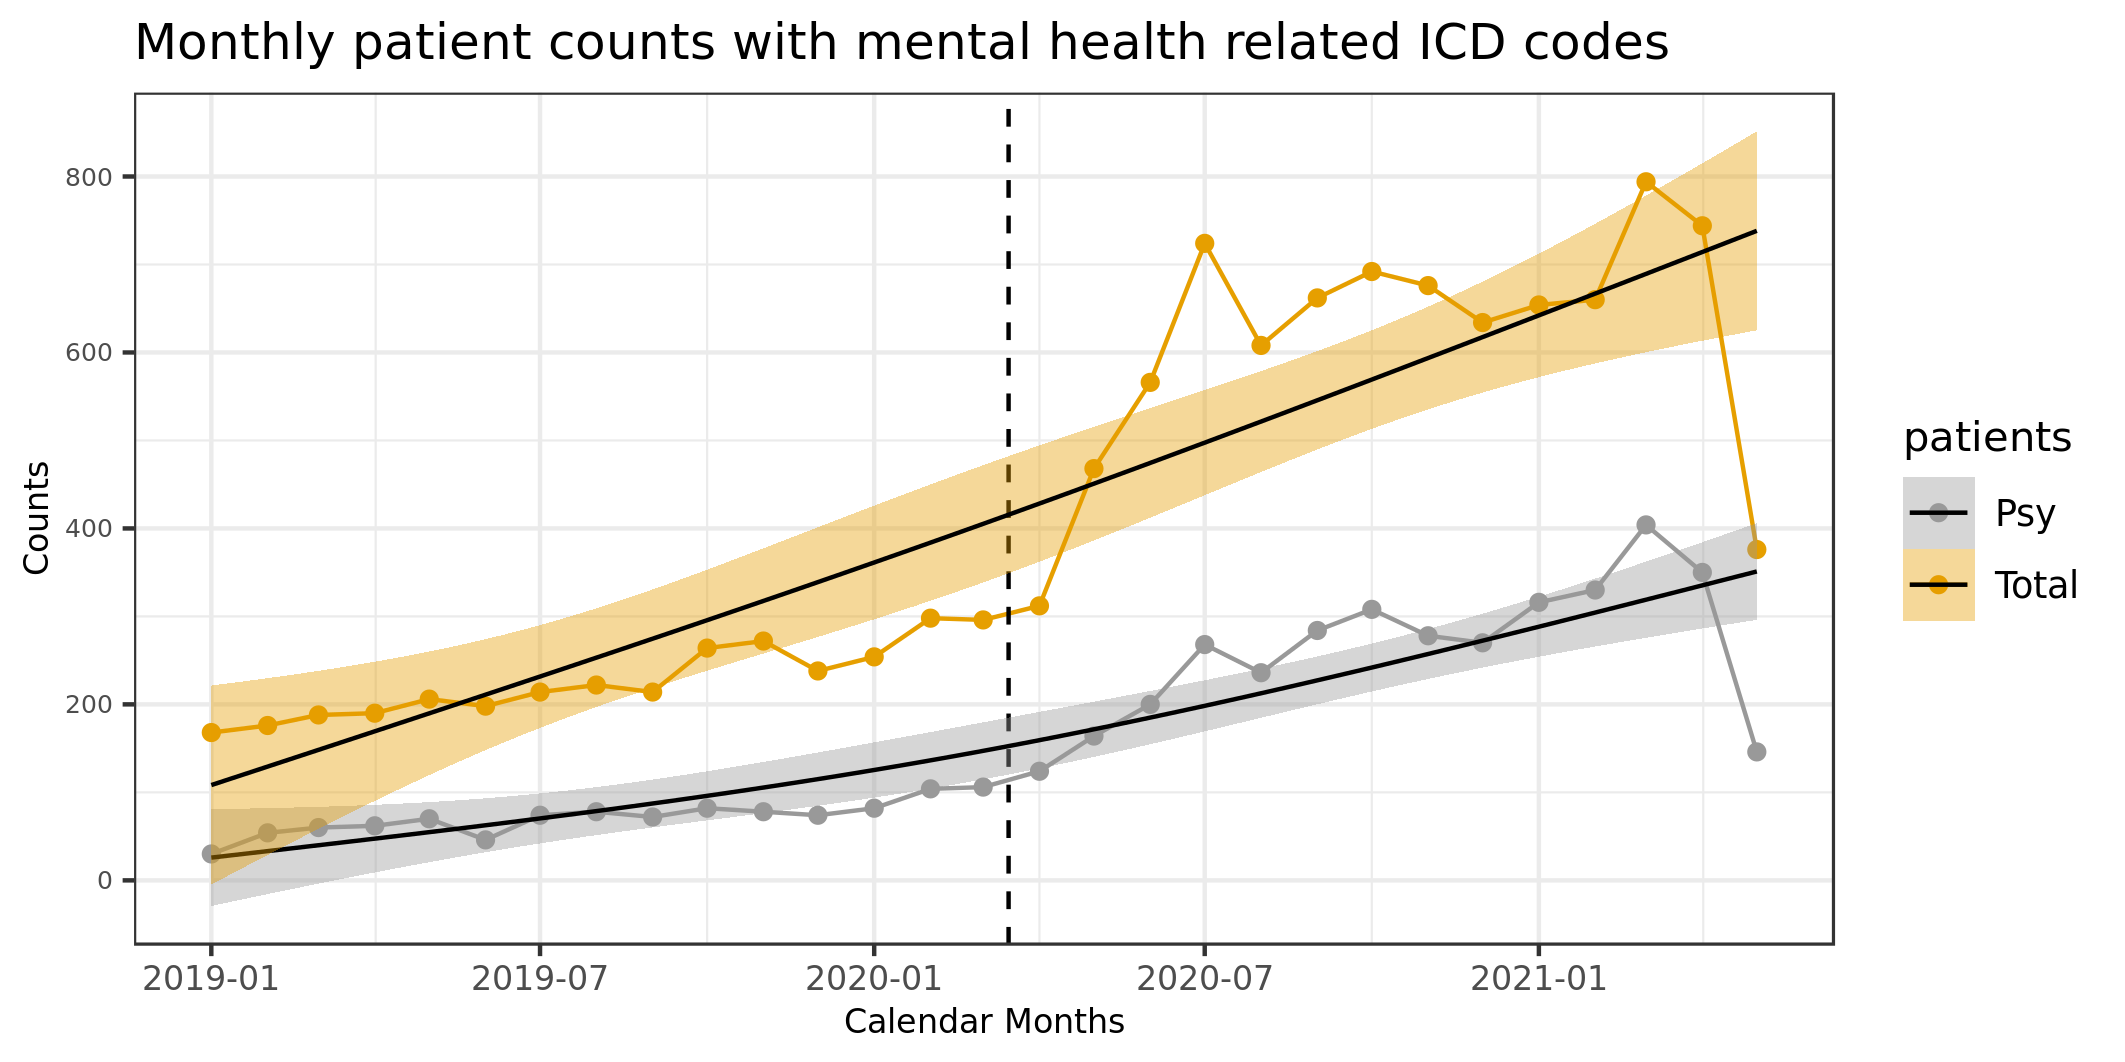 Monthly patient counts with mental health related ICD codes
Counts
800
600
400
200
0
2019-01
2019-07
2020-01
2020-07
2021-01
Calendar Months
patients
Psy
Total